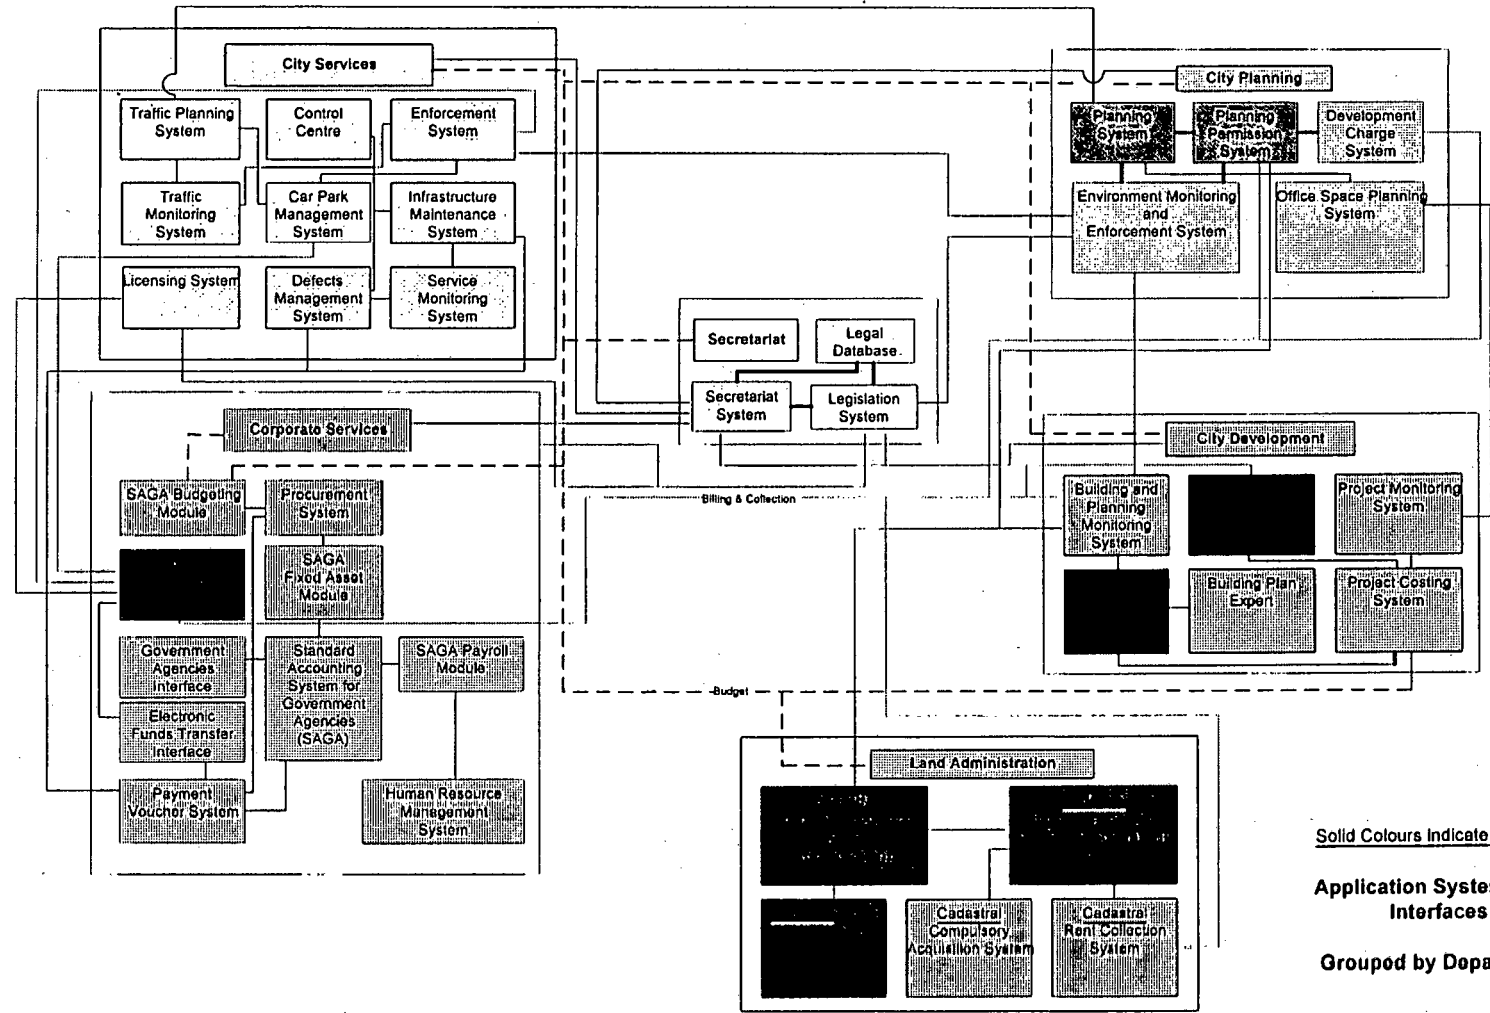 City Services
Traffic Planning
System
Control
Centre
Enforcement
System
Traffic
Monitoring
System
Car Park
Management
System
Infrastructure
Maintenance
System
Licensing System
Defects
Management
System
Service
Monitoring
System
City Planning
Planning
System
Planning
Permission
System
Development
Charge
System
Environment Monitoring
and
Enforcement System
Office Space Planning
System
Secretariat
Legal
Database
Secretariat
System
Legislation
System
Corporate Services
SAGA Budgeting
Module
Procurement
System
SAGA
Fixed Asset
Module
Government
Agencies
Interface
Standard
Accounting
System for
Government
Agencies
(SAGA)
SAGA Payroll
Module
Electronic
Funds Transfer
Interface
Payment
Voucher System
Human Resource
Management
System
Billing & Collection
Budget
City Development
Building and
Planning
Monitoring
System
Project Monitoring
System
Building Plan
Expert
Project Costing
System
Land Administration
Cadastral
Compulsory
Acquisition System
Cadastral
Rent Collection
System
Solid Colours Indicate
Application Syste
Interfaces
Grouped by Depa